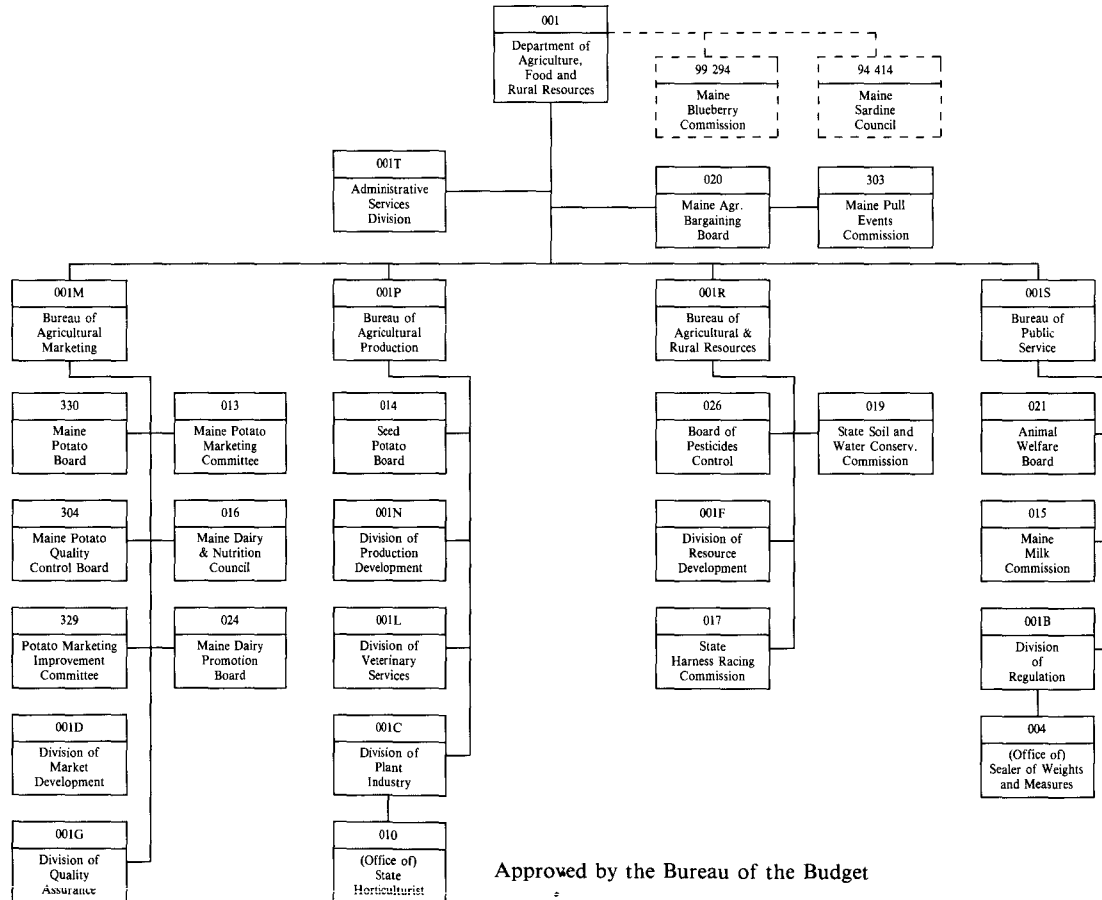 001
Department of
Agriculture,
Food and
Rural Resources
99 294
Maine
Blueberry
Commission
94 414
Maine
Sardine
Council
001T
Administrative
Services
Division
020
Maine Agr.
Bargaining
Board
303
Maine Pull
Events
Commission
001M
Bureau of
Agricultural
Marketing
001P
Bureau of
Agricultural
Production
001R
Bureau of
Agricultural &
Rural Resources
001S
Bureau of
Public
Service
330
Maine
Potato
Board
013
Maine Potato
Marketing
Committee
014
Seed
Potato
Board
026
Board of
Pesticides
Control
019
State Soil and
Water Conserv.
Commission
021
Animal
Welfare
Board
304
Maine Potato
Quality
Control Board
016
Maine Dairy
& Nutrition
Council
001N
Division of
Production
Development
001F
Division of
Resource
Development
015
Maine
Milk
Commission
329
Potato Marketing
Improvement
Committee
024
Maine Dairy
Promotion
Board
001L
Division of
Veterinary
Services
017
State
Harness Racing
Commission
001B
Division
of
Regulation
001D
Division of
Market
Development
001C
Division of
Plant
Industry
004
(Office of)
Sealer of Weights
and Measures
001G
Division of
Quality
Assurance
010
(Office of)
State
Horticulturist
Approved by the Bureau of the Budget